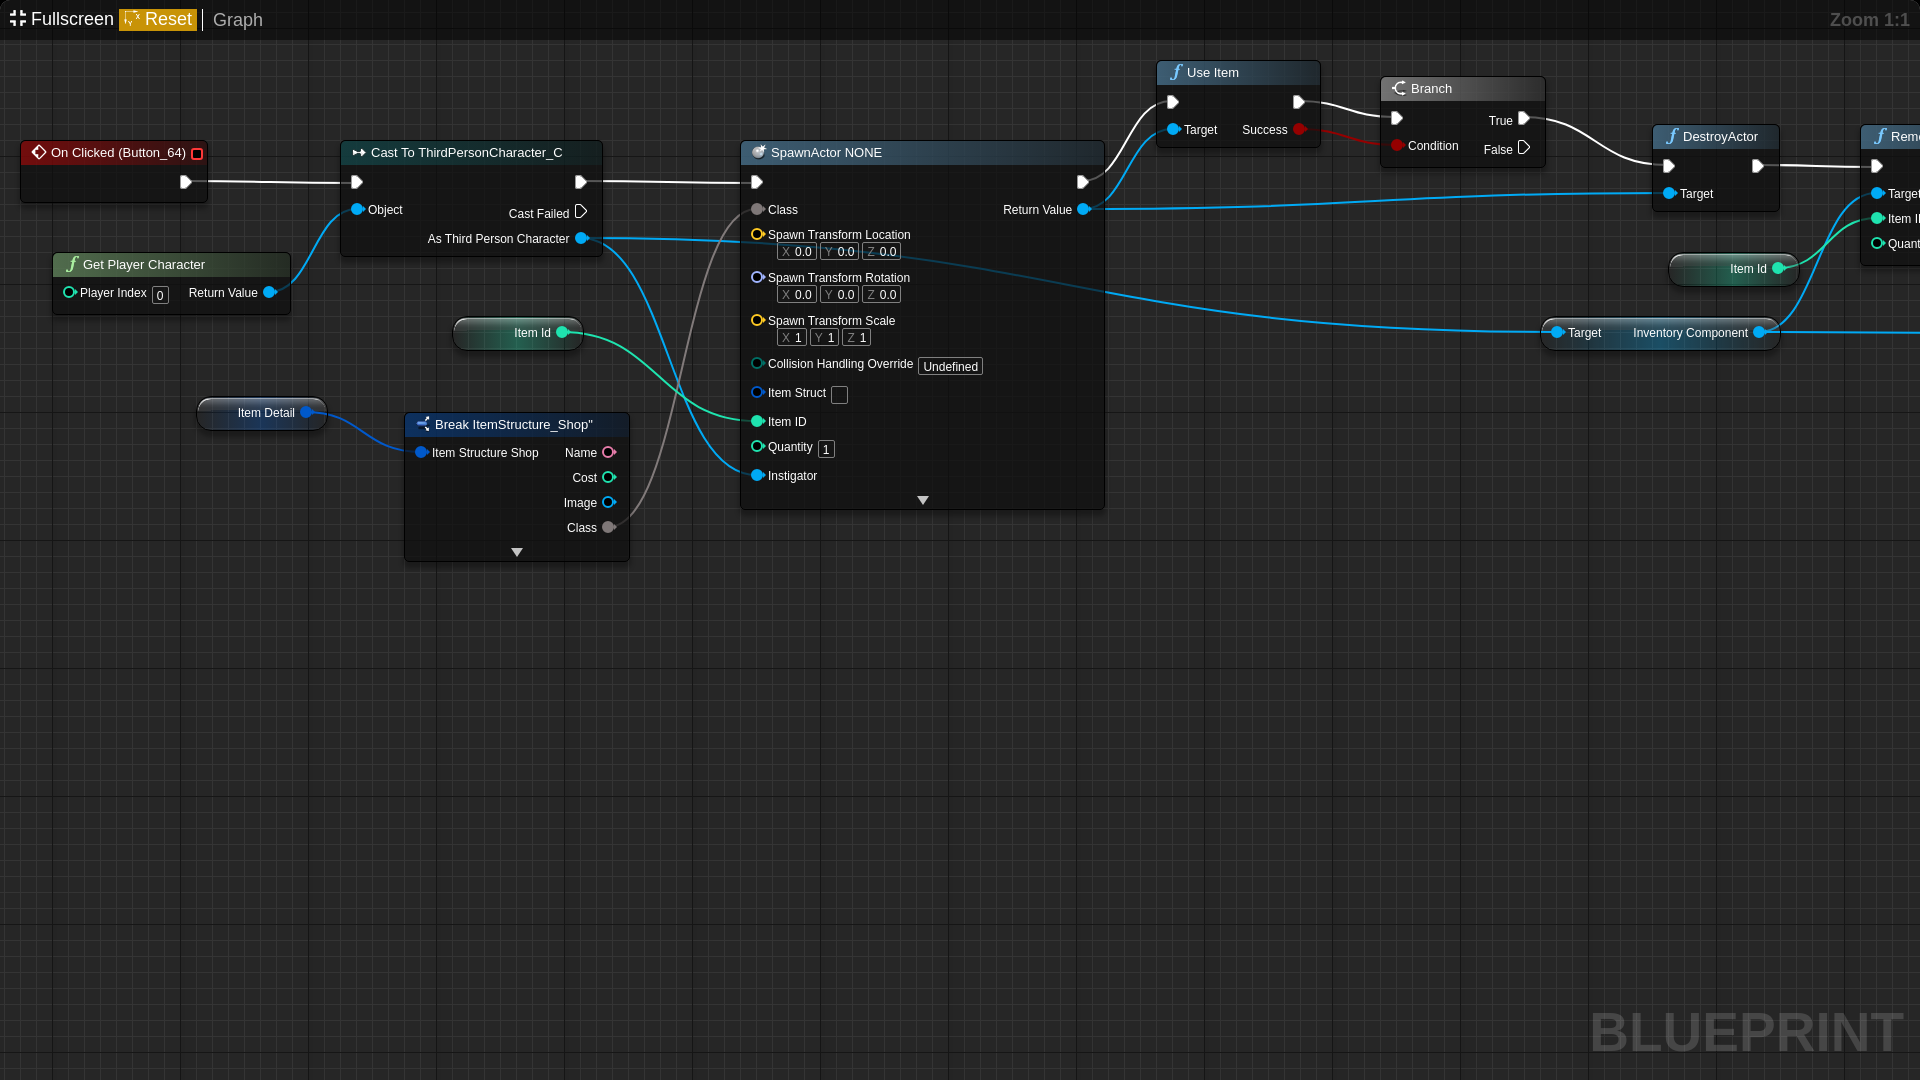 Fullscreen Reset Graph Zoom 1:1
On Clicked (Button_64)
Get Player Character
Player Index 0 Return Value
Cast To ThirdPersonCharacter_C
Object
Cast Failed
As Third Person Character
Item Id
Item Detail
Break ItemStructure_Shop"
Item Structure Shop Name
Cost
Image
Class
SpawnActor NONE
Class Return Value
Spawn Transform Location
X 0.0 Y 0.0 Z 0.0
Spawn Transform Rotation
X 0.0 Y 0.0 Z 0.0
Spawn Transform Scale
X 1 Y 1 Z 1
Collision Handling Override Undefined
Item Struct
Item ID
Quantity 1
Instigator
Use Item
Target Success
Branch
True
Condition False
DestroyActor
Target
Item Id
Target Inventory Component
Target
BLUEPRINT